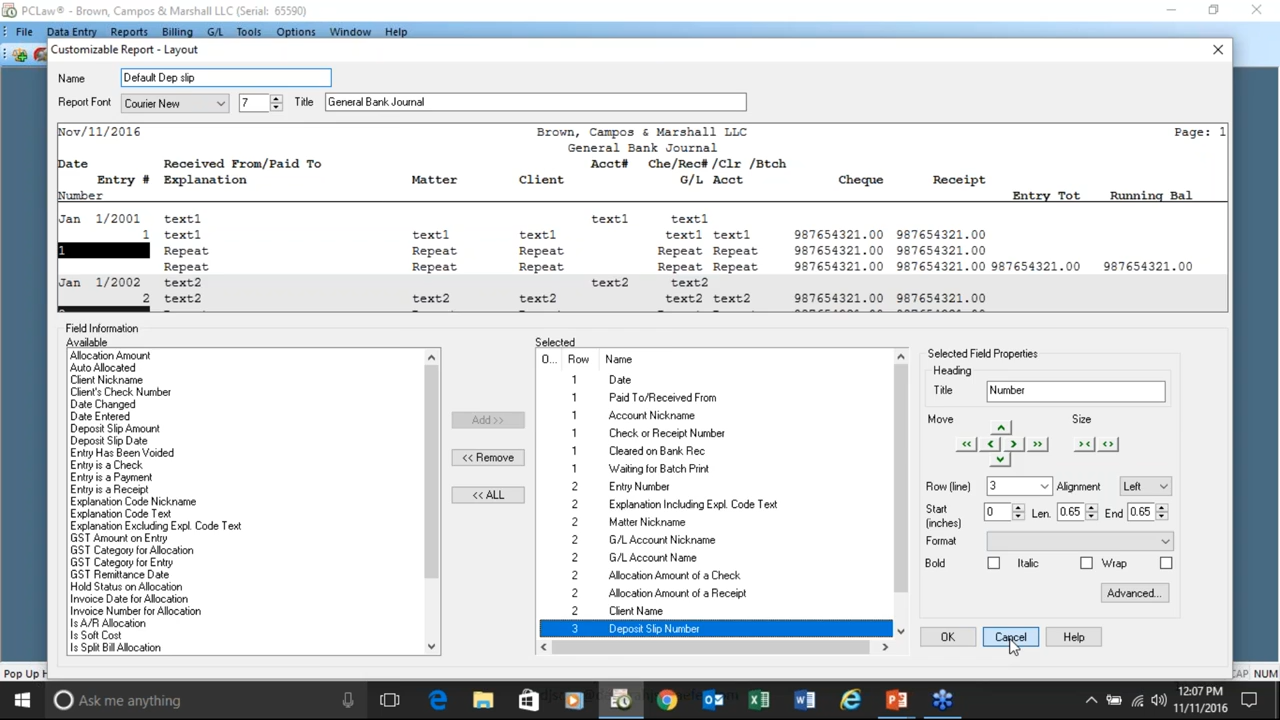 PCLaw® - Brown, Campos & Marshall LLC (Serial: 65590)
File Data Entry Reports Billing G/L Tools Options Window Help
Customizable Report - Layout
Name Default Dep slip
Report Font Courier New 7 Title General Bank Journal
Nov/11/2016 Brown, Campos & Marshall LLC Page: 1
General Bank Journal
Date Received From/Paid To Acct# Che/Rec# /Clr /Btch
Entry # Explanation Matter Client G/L Acct Cheque Receipt
Number Entry Tot Running Bal
Jan 1/2001 text1 text1 text1
1 text1 text1 text1 text1 text1 987654321.00 987654321.00
1 Repeat Repeat Repeat Repeat Repeat 987654321.00 987654321.00
Repeat Repeat Repeat Repeat Repeat 987654321.00 987654321.00 987654321.00 987654321.00
Jan 1/2002 text2 text2 text2
2 text2 text2 text2 text2 text2 987654321.00 987654321.00
Field Information
Available
Allocation Amount
Auto Allocated
Client Nickname
Client's Check Number
Date Changed
Date Entered
Deposit Slip Amount
Deposit Slip Date
Entry Has Been Voided
Entry is a Check
Entry is a Payment
Entry is a Receipt
Explanation Code Nickname
Explanation Code Text
Explanation Excluding Expl. Code Text
GST Amount on Entry
GST Category for Allocation
GST Category for Entry
GST Remittance Date
Hold Status on Allocation
Invoice Date for Allocation
Invoice Number for Allocation
Is A/R Allocation
Is Soft Cost
Is Split Bill Allocation
Add >>
<< Remove
<< ALL
Selected
O... Row Name
1 Date
1 Paid To/Received From
1 Account Nickname
1 Check or Receipt Number
1 Cleared on Bank Rec
1 Waiting for Batch Print
2 Entry Number
2 Explanation Including Expl. Code Text
2 Matter Nickname
2 G/L Account Nickname
2 G/L Account Name
2 Allocation Amount of a Check
2 Allocation Amount of a Receipt
2 Client Name
3 Deposit Slip Number
Selected Field Properties
Heading
Title Number
Move Size
Row (line) 3 Alignment Left
Start (inches) 0 Len. 0.65 End 0.65
Format
Bold Italic Wrap
Advanced...
OK Cancel Help
Pop Up H CAP NUM
Ask me anything
12:07 PM
11/11/2016